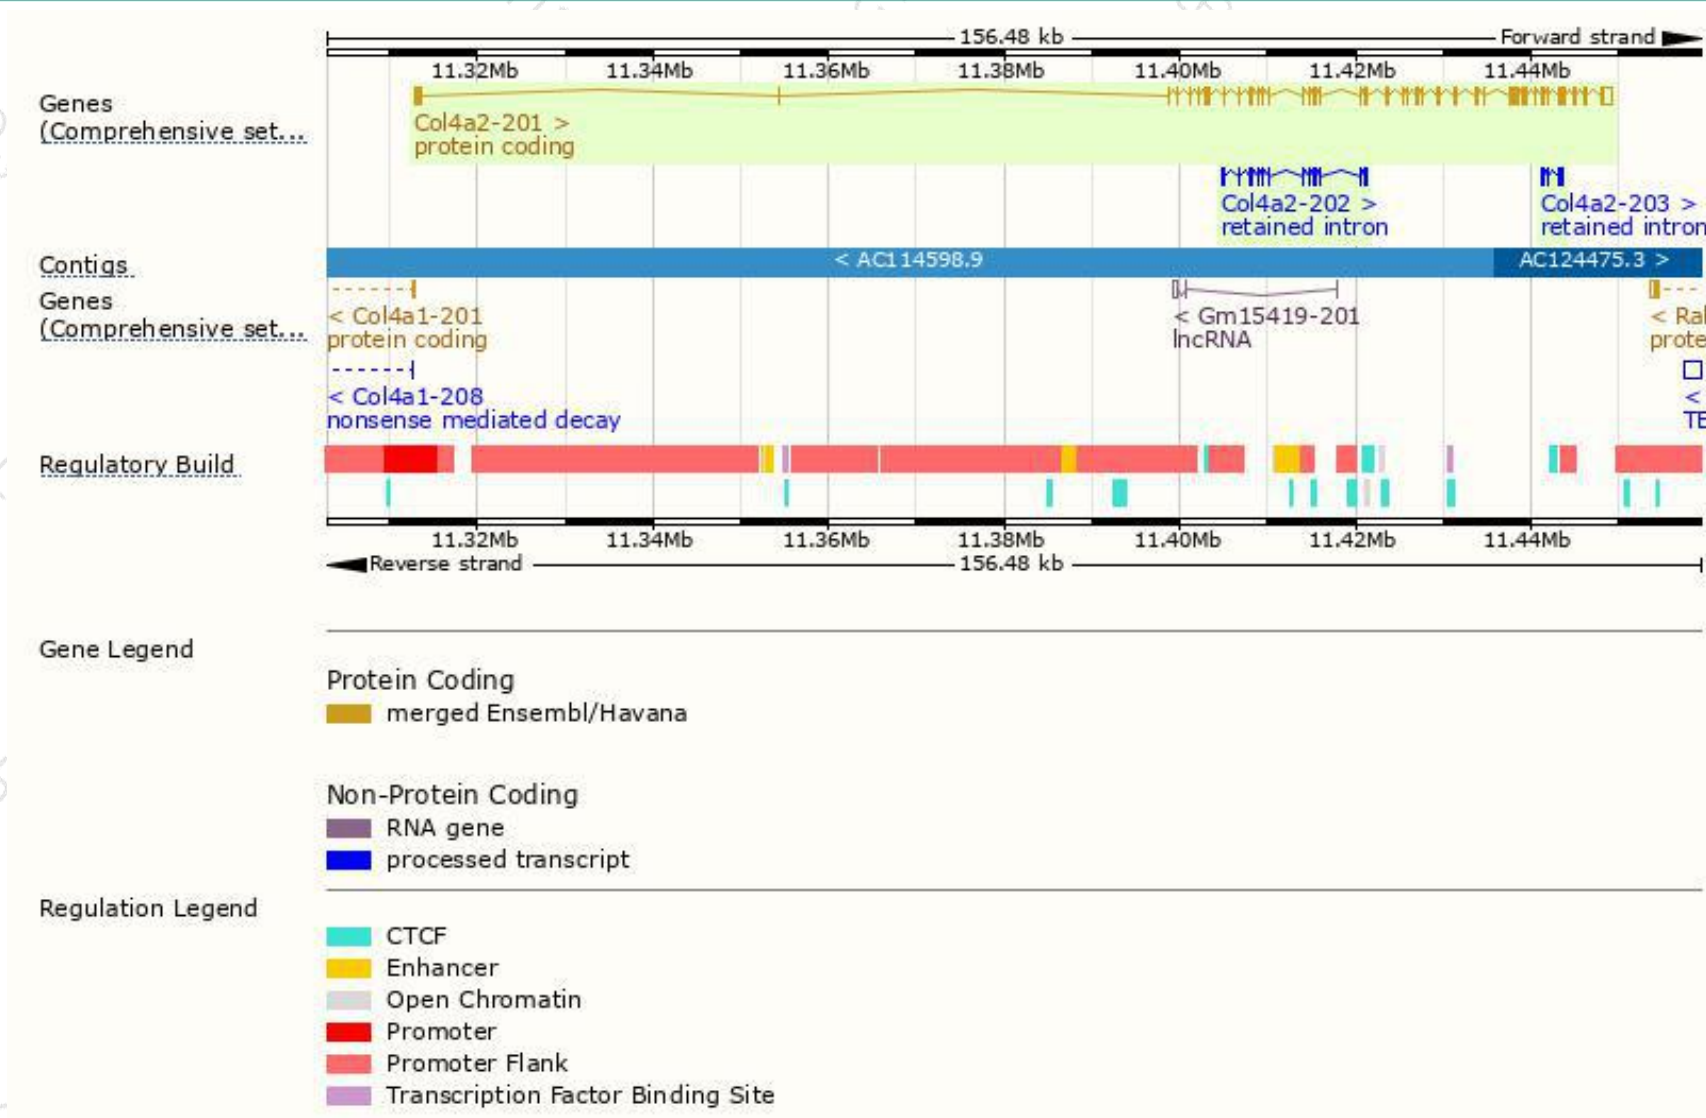 156.48 kb
Forward strand
11.32Mb 11.34Mb 11.36Mb 11.38Mb 11.40Mb 11.42Mb 11.44Mb
Genes
(Comprehensive set...
Col4a2-201 >
protein coding
Col4a2-202 >
retained intron
Col4a2-203 >
retained intron
Contigs
< AC114598.9
AC124475.3 >
Genes
(Comprehensive set...
< Col4a1-201
protein coding
< Gm15419-201
lncRNA
< Ral
prote
< Col4a1-208
nonsense mediated decay
<
TE
Regulatory Build
11.32Mb 11.34Mb 11.36Mb 11.38Mb 11.40Mb 11.42Mb 11.44Mb
Reverse strand
156.48 kb
Gene Legend
Protein Coding
merged Ensembl/Havana
Non-Protein Coding
RNA gene
processed transcript
Regulation Legend
CTCF
Enhancer
Open Chromatin
Promoter
Promoter Flank
Transcription Factor Binding Site